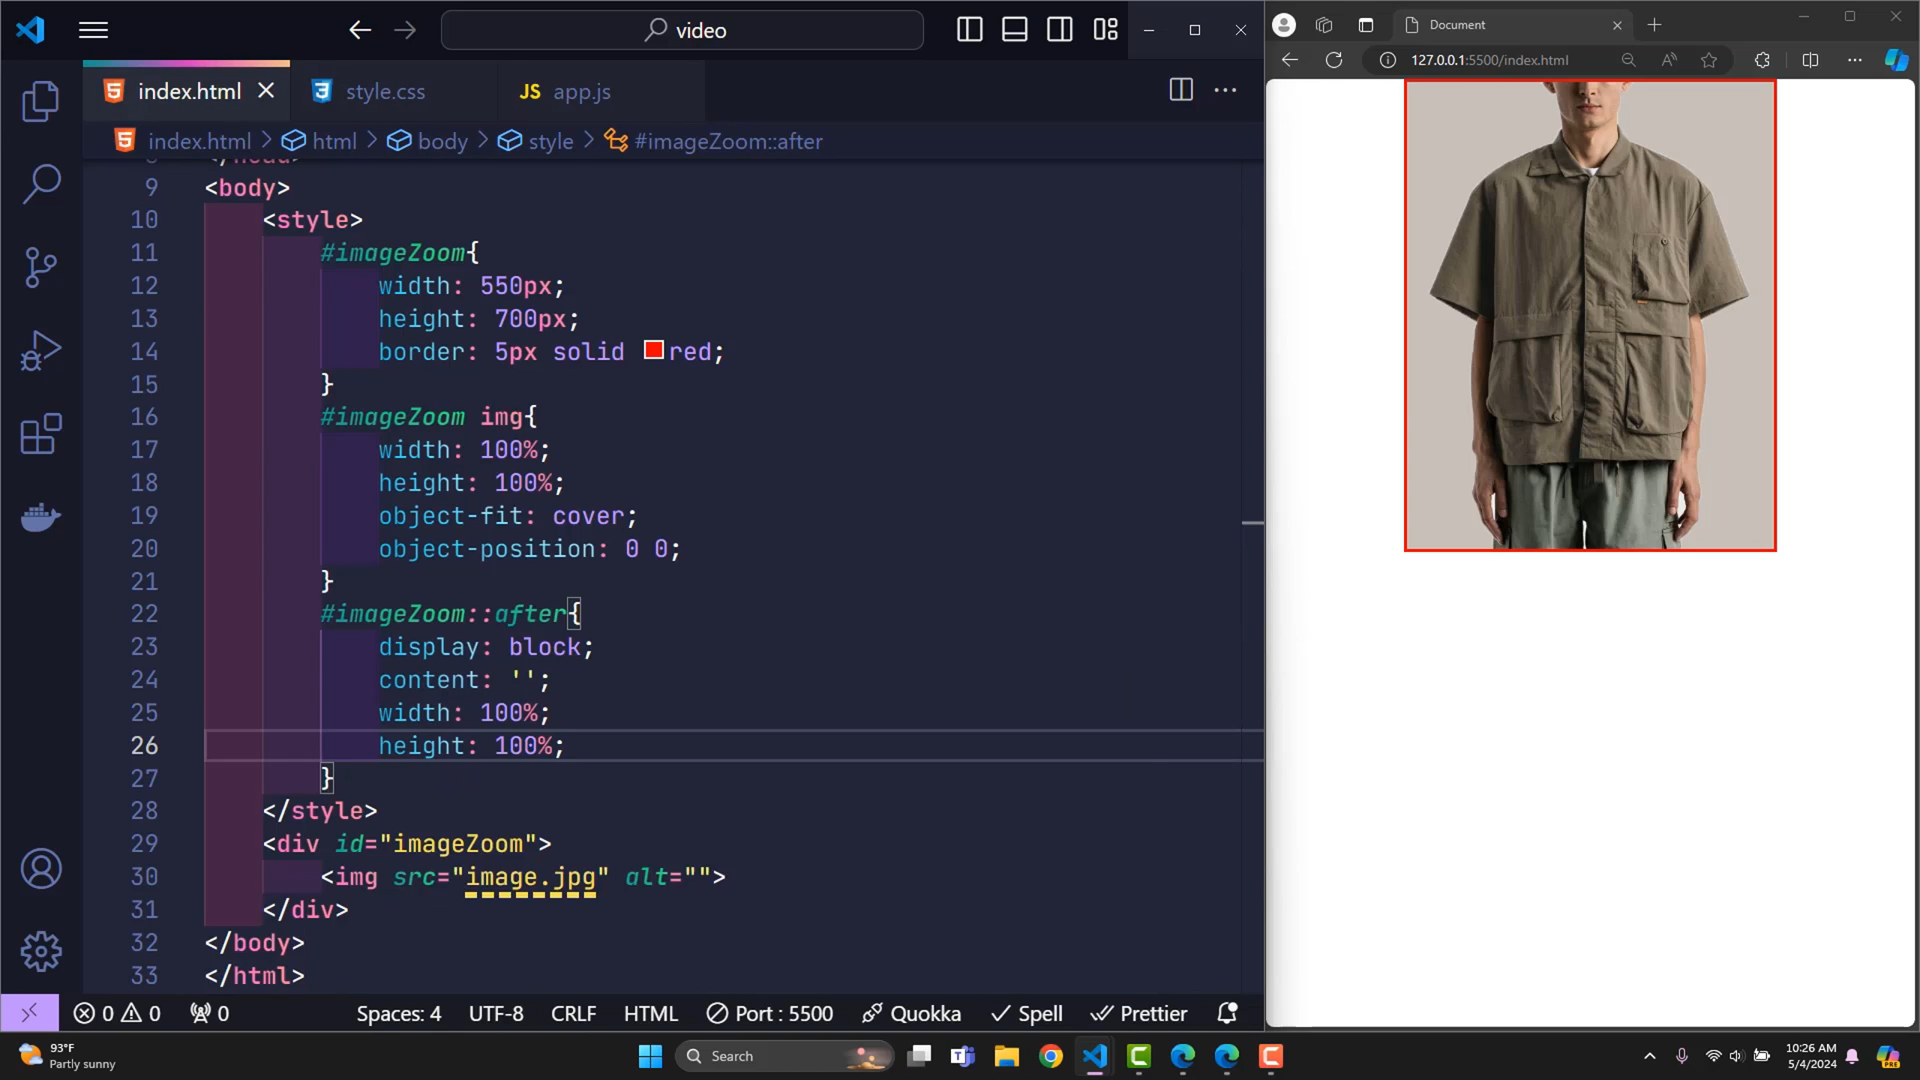 video
Document
127.0.0.1:5500/index.html
index.html
style.css
JS app.js
index.html > html > body > style > #imageZoom::after
9 <body>
10 <style>
11 #imageZoom{
12 width: 550px;
13 height: 700px;
14 border: 5px solid red;
15 }
16 #imageZoom img{
17 width: 100%;
18 height: 100%;
19 object-fit: cover;
20 object-position: 0 0;
21 }
22 #imageZoom::after{
23 display: block;
24 content: '';
25 width: 100%;
26 height: 100%;
27 }
28 </style>
29 <div id="imageZoom">
30 <img src="image.jpg" alt="">
31 </div>
32 </body>
33 </html>
0 0 0 Spaces: 4 UTF-8 CRLF HTML Port : 5500 Quokka Spell Prettier
93°F
Partly sunny
Search
10:26 AM
5/4/2024